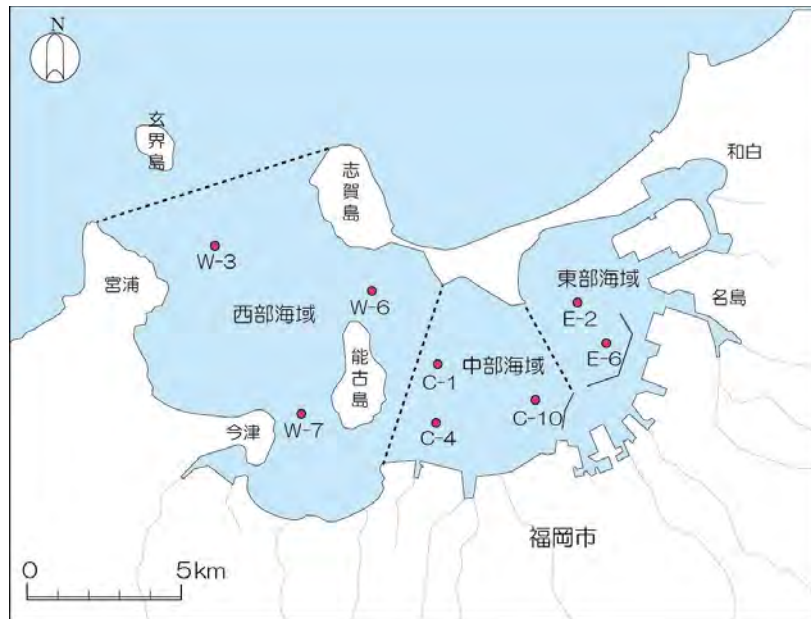 N
玄界島
志賀島
和白
宮浦
W-3
W-6
西部海域
東部海域
E-2
名島
E-6
能古島
C-1
中部海域
C-10
今津
W-7
C-4
福岡市
0 5km